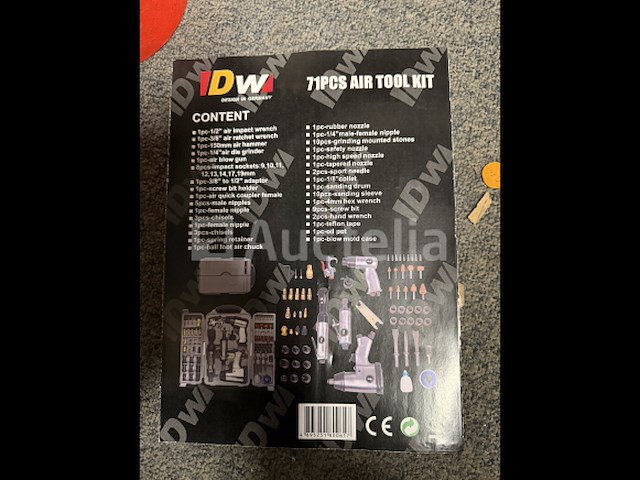 DW
DESIGN IN GERMANY
71PCS AIR TOOL KIT
CONTENT
1pc-1/2" air impact wrench
1pc-3/8" air ratchet wrench
1pc-150mm air hammer
1pc-1/4"air die grinder
1pc-air blow gun
8pcs-impact sockets:9,10,11,
12,13,14,17,19mm
1pc-3/8" to 1/2" adaptor
1pc-screw bit holder
1pc-air quick coupler female
5pcs-male nipples
1pc-female nipple
3pcs-chisels
1pc-female nipple
3pcs-chisels
1pc-spring retainer
1pc-ball foot air chuck
1pc-rubber nozzle
1pc-1/4"male-female nipple
10pcs-grinding mounted stones
1pc-safety nozzle
1pc-high speed nozzle
1pc-tapered nozzle
2pcs-sport needle
1pc-1/8"collet
1pc-sanding drum
10pcs-sanding sleeve
1pc-4mm hex wrench
9pcs-screw bit
2pcs-hand wrench
1pc-teflon tape
1pc-oil pot
1pc-blow mold case
Auctelia
CE